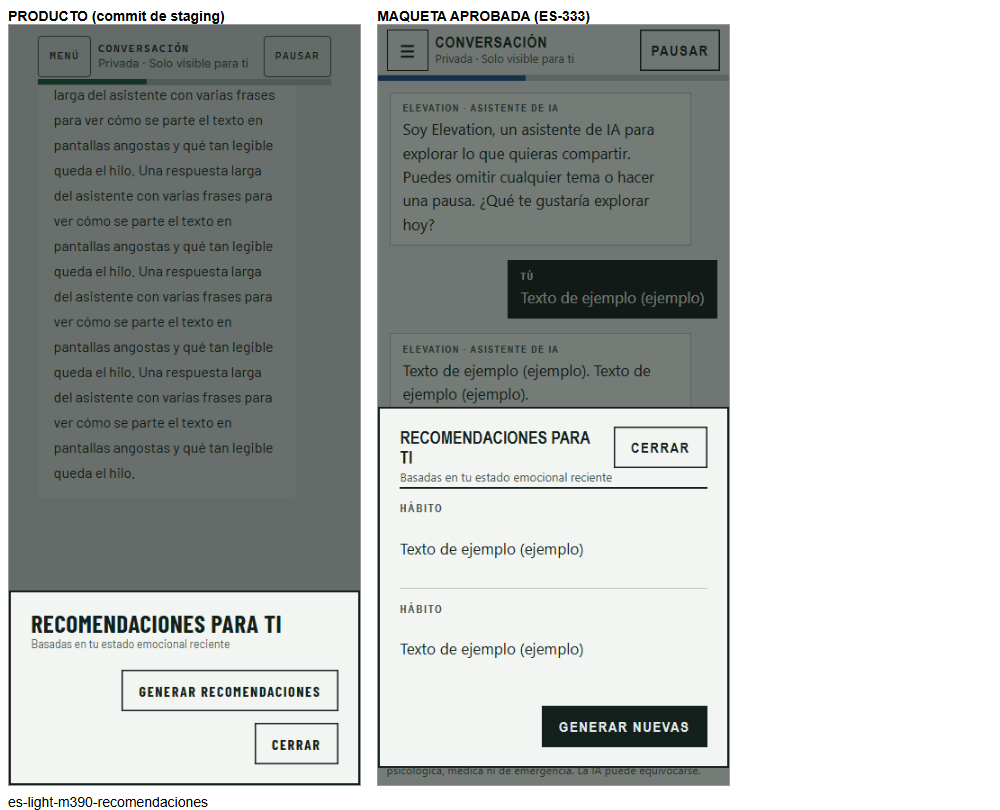 PRODUCTO (commit de staging)
MENÚ
CONVERSACIÓN
Privada · Solo visible para ti
PAUSAR
larga del asistente con varias frases
para ver cómo se parte el texto en
pantallas angostas y qué tan legible
queda el hilo. Una respuesta larga
del asistente con varias frases para
ver cómo se parte el texto en
pantallas angostas y qué tan legible
queda el hilo. Una respuesta larga
del asistente con varias frases para
ver cómo se parte el texto en
pantallas angostas y qué tan legible
queda el hilo. Una respuesta larga
del asistente con varias frases para
ver cómo se parte el texto en
pantallas angostas y qué tan legible
queda el hilo.
RECOMENDACIONES PARA TI
Basadas en tu estado emocional reciente
GENERAR RECOMENDACIONES
CERRAR
MAQUETA APROBADA (ES-333)
CONVERSACIÓN
Privada · Solo visible para ti
PAUSAR
ELEVATION · ASISTENTE DE IA
Soy Elevation, un asistente de IA para
explorar lo que quieras compartir.
Puedes omitir cualquier tema o hacer
una pausa. ¿Qué te gustaría explorar
hoy?
TÚ
Texto de ejemplo (ejemplo)
ELEVATION · ASISTENTE DE IA
Texto de ejemplo (ejemplo). Texto de
ejemplo (ejemplo).
RECOMENDACIONES PARA
TI
CERRAR
Basadas en tu estado emocional reciente
HÁBITO
Texto de ejemplo (ejemplo)
HÁBITO
Texto de ejemplo (ejemplo)
GENERAR NUEVAS
psicológica, médica ni de emergencia. La IA puede equivocarse.
es-light-m390-recomendaciones